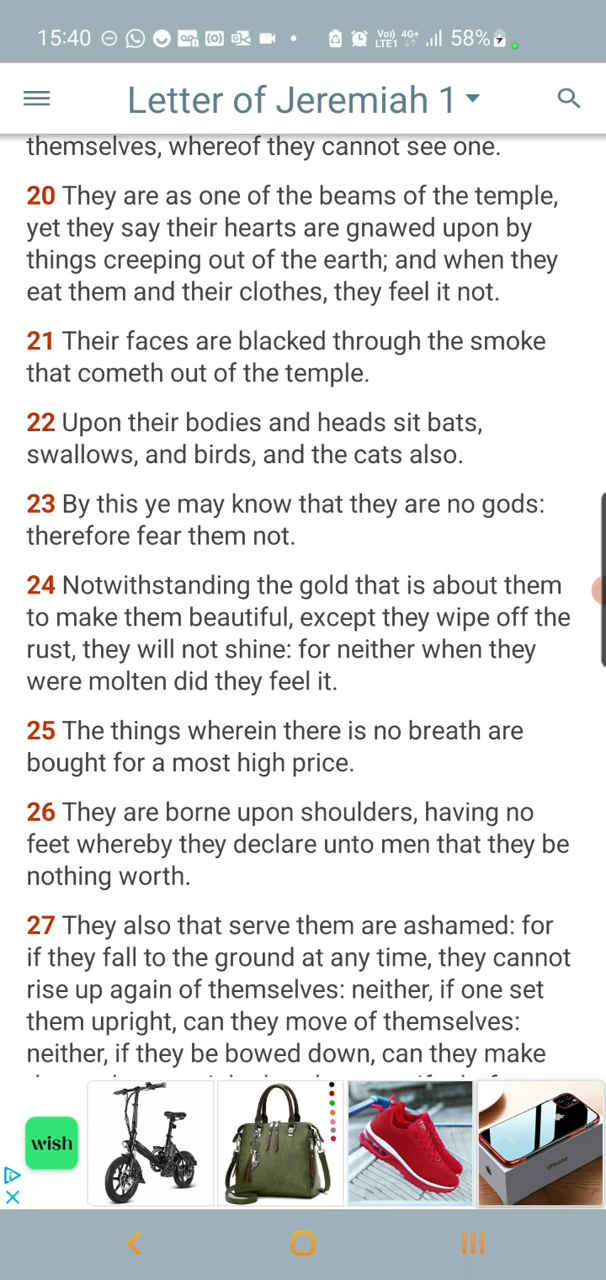 15:40
Vo)) 4G+
LTE1
58%
Letter of Jeremiah 1
themselves, whereof they cannot see one.
20 They are as one of the beams of the temple,
yet they say their hearts are gnawed upon by
things creeping out of the earth; and when they
eat them and their clothes, they feel it not.
21 Their faces are blacked through the smoke
that cometh out of the temple.
22 Upon their bodies and heads sit bats,
swallows, and birds, and the cats also.
23 By this ye may know that they are no gods:
therefore fear them not.
24 Notwithstanding the gold that is about them
to make them beautiful, except they wipe off the
rust, they will not shine: for neither when they
were molten did they feel it.
25 The things wherein there is no breath are
bought for a most high price.
26 They are borne upon shoulders, having no
feet whereby they declare unto men that they be
nothing worth.
27 They also that serve them are ashamed: for
if they fall to the ground at any time, they cannot
rise up again of themselves: neither, if one set
them upright, can they move of themselves:
neither, if they be bowed down, can they make
wish
iPhone